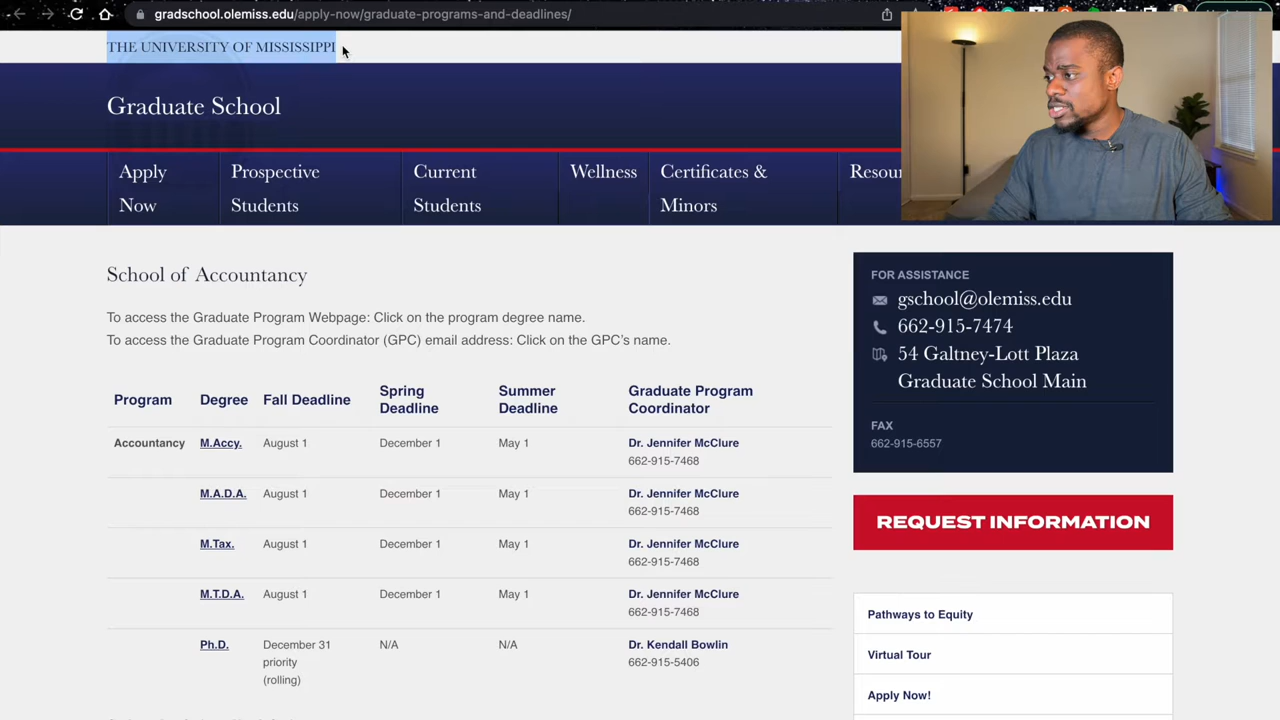 gradschool.olemiss.edu/apply-now/graduate-programs-and-deadlines/
THE UNIVERSITY OF MISSISSIPPI
Graduate School
Apply Now
Prospective Students
Current Students
Wellness
Certificates & Minors
School of Accountancy
To access the Graduate Program Webpage: Click on the program degree name.
To access the Graduate Program Coordinator (GPC) email address: Click on the GPC's name.
Program Degree Fall Deadline Spring Deadline Summer Deadline Graduate Program Coordinator
Accountancy M.Accy. August 1 December 1 May 1 Dr. Jennifer McClure
662-915-7468
M.A.D.A. August 1 December 1 May 1 Dr. Jennifer McClure
662-915-7468
M.Tax. August 1 December 1 May 1 Dr. Jennifer McClure
662-915-7468
M.T.D.A. August 1 December 1 May 1 Dr. Jennifer McClure
662-915-7468
Ph.D. December 31 N/A N/A Dr. Kendall Bowlin
priority 662-915-5406
(rolling)
FOR ASSISTANCE
gschool@olemiss.edu
662-915-7474
54 Galtney-Lott Plaza
Graduate School Main
FAX
662-915-6557
REQUEST INFORMATION
Pathways to Equity
Virtual Tour
Apply Now!